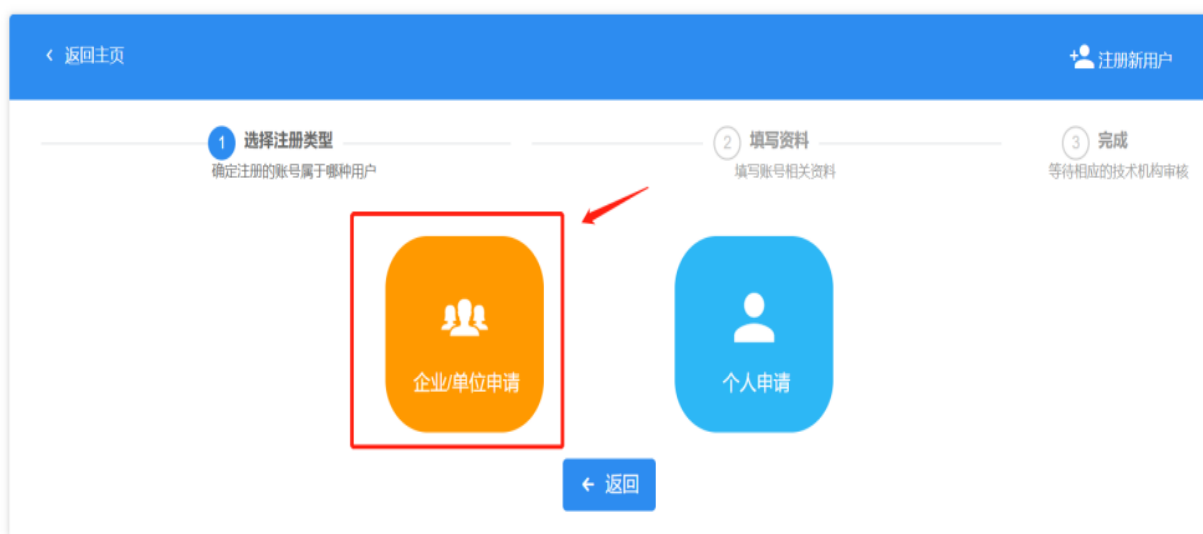 返回主页
注册新用户
1 选择注册类型
确定注册的账号属于哪种用户
2 填写资料
填写账号相关资料
3 完成
等待相应的技术机构审核
企业/单位申请
个人申请
返回